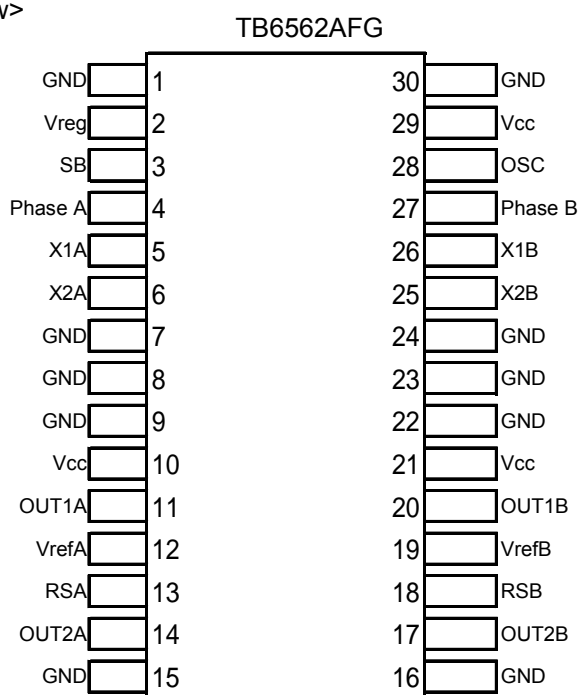 w>
TB6562AFG
GND 1 30 GND
Vreg 2 29 Vcc
SB 3 28 OSC
Phase A 4 27 Phase B
X1A 5 26 X1B
X2A 6 25 X2B
GND 7 24 GND
GND 8 23 GND
GND 9 22 GND
Vcc 10 21 Vcc
OUT1A 11 20 OUT1B
VrefA 12 19 VrefB
RSA 13 18 RSB
OUT2A 14 17 OUT2B
GND 15 16 GND